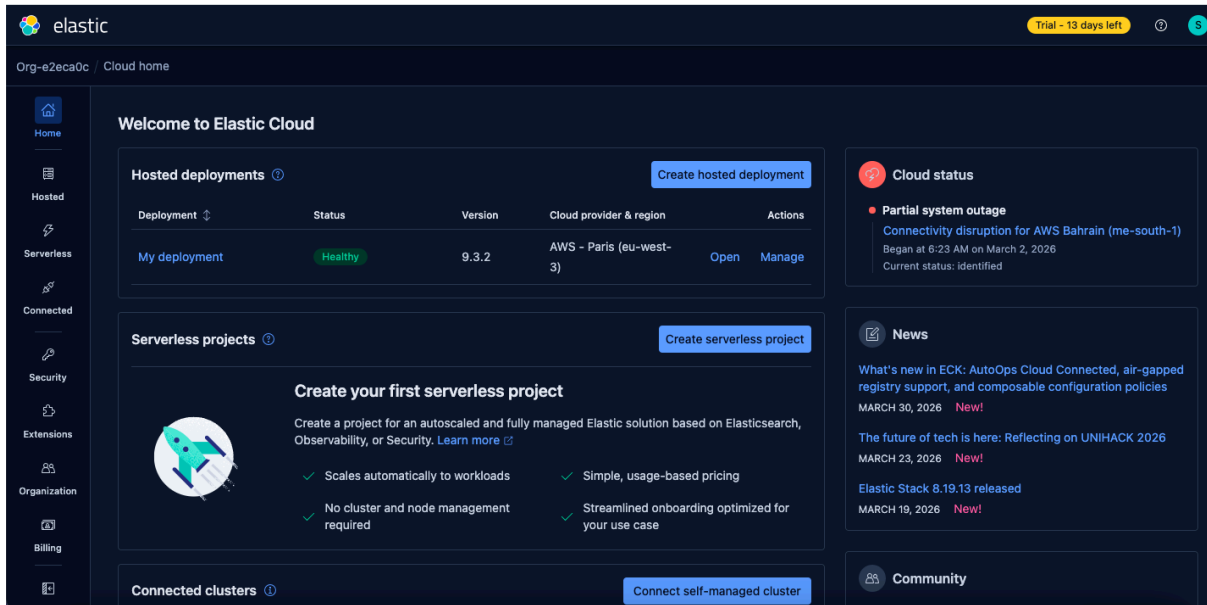 elastic
Trial - 13 days left
S
Org-e2eca0c / Cloud home
Home
Hosted
Serverless
Connected
Security
Extensions
Organization
Billing
Welcome to Elastic Cloud
Hosted deployments
Create hosted deployment
Deployment Status Version Cloud provider & region Actions
My deployment Healthy 9.3.2 AWS - Paris (eu-west-
3) Open Manage
Serverless projects
Create serverless project
Create your first serverless project
Create a project for an autoscaled and fully managed Elastic solution based on Elasticsearch,
Observability, or Security. Learn more
Scales automatically to workloads
Simple, usage-based pricing
No cluster and node management
required
Streamlined onboarding optimized for
your use case
Connected clusters
Connect self-managed cluster
Cloud status
Partial system outage
Connectivity disruption for AWS Bahrain (me-south-1)
Began at 6:23 AM on March 2, 2026
Current status: identified
News
What's new in ECK: AutoOps Cloud Connected, air-gapped
registry support, and composable configuration policies
MARCH 30, 2026 New!
The future of tech is here: Reflecting on UNIHACK 2026
MARCH 23, 2026 New!
Elastic Stack 8.19.13 released
MARCH 19, 2026 New!
Community